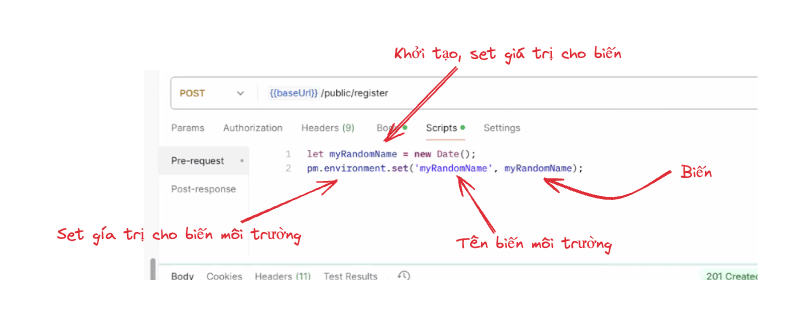 Khởi tạo, set giá trị cho biến
POST {{baseUrl}} /public/register
Params Authorization Headers (9) Body Scripts Settings
Pre-request
Post-response
1 let myRandomName = new Date();
2 pm.environment.set('myRandomName', myRandomName);
Biến
Set gía trị cho biến môi trường
Tên biến môi trường
Body Cookies Headers (11) Test Results 201 Created